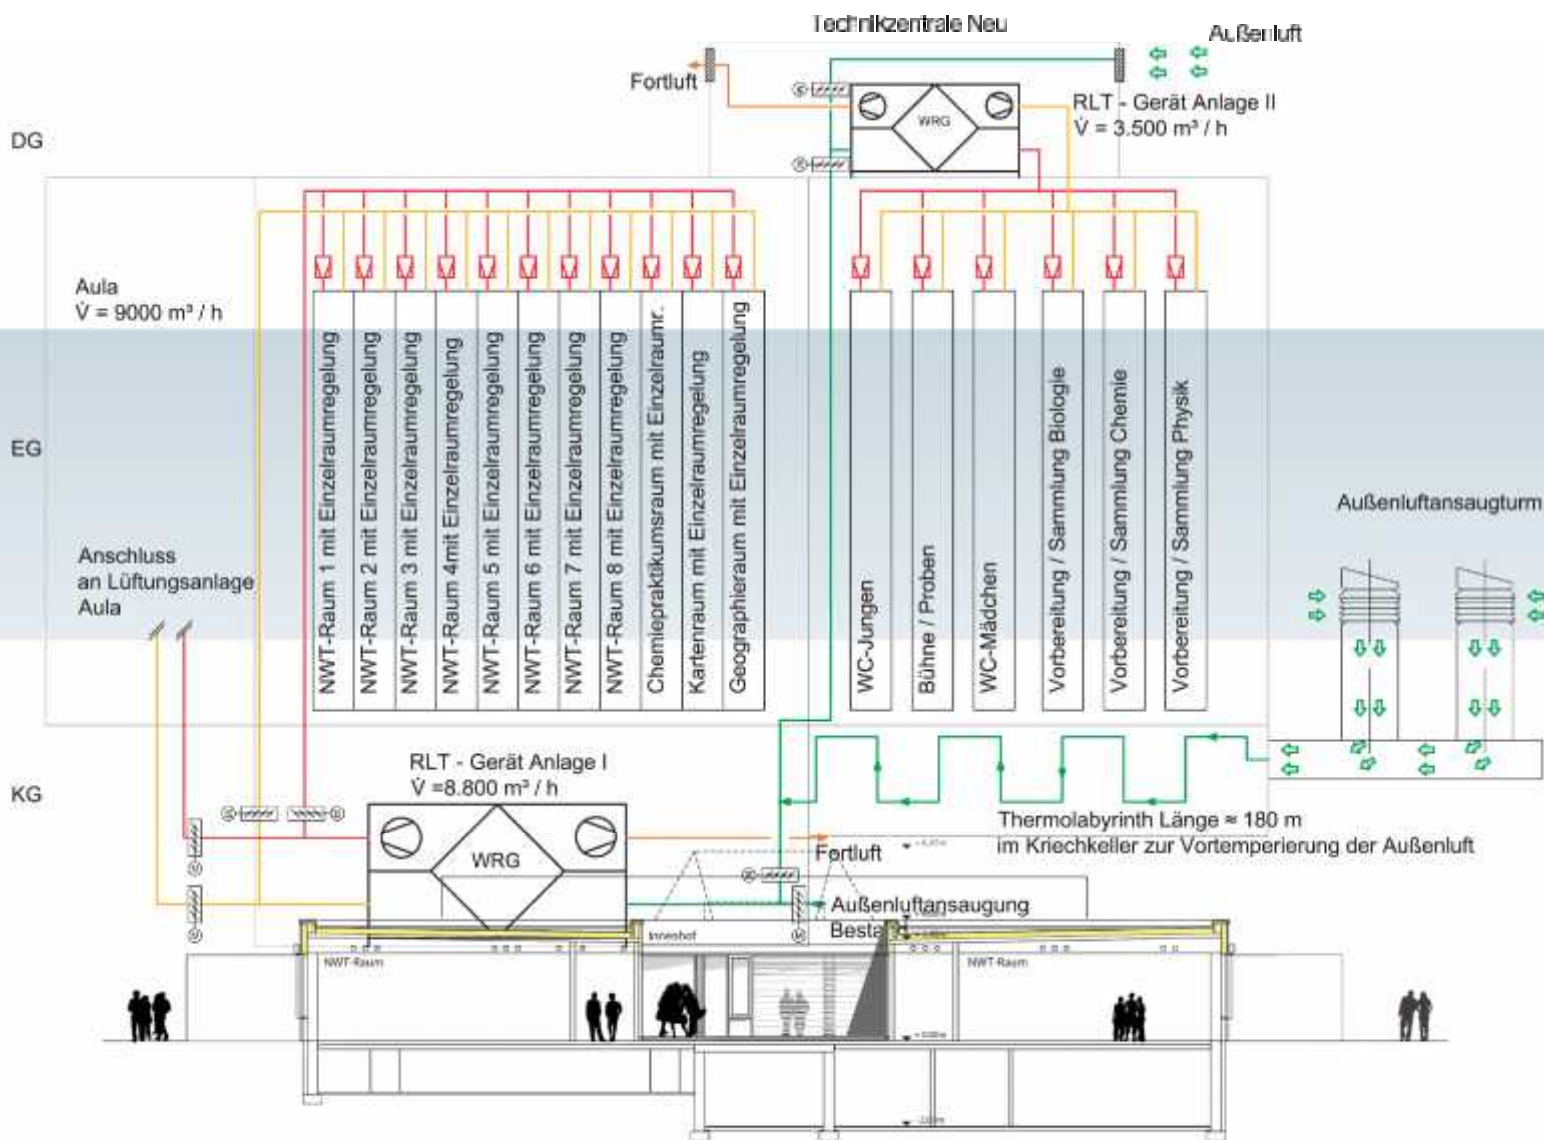 Technikzentrale Neu
Außenluft
Fortluft
WRG
RLT - Gerät Anlage II
V̇ = 3.500 m³ / h
DG
Aula
V̇ = 9000 m³ / h
NWT-Raum 1 mit Einzelraumregelung
NWT-Raum 2 mit Einzelraumregelung
NWT-Raum 3 mit Einzelraumregelung
NWT-Raum 4mit Einzelraumregelung
NWT-Raum 5 mit Einzelraumregelung
NWT-Raum 6 mit Einzelraumregelung
NWT-Raum 7 mit Einzelraumregelung
NWT-Raum 8 mit Einzelraumregelung
Chemiepraktikumsraum mit Einzelraumr.
Kartenraum mit Einzelraumregelung
Geographieraum mit Einzelraumregelung
WC-Jungen
Bühne / Proben
WC-Mädchen
Vorbereitung / Sammlung Biologie
Vorbereitung / Sammlung Chemie
Vorbereitung / Sammlung Physik
EG
Außenluftansaugturm
Anschluss
an Lüftungsanlage
Aula
RLT - Gerät Anlage I
V̇ =8.800 m³ / h
KG
WRG
Thermolabyrinth Länge ≈ 180 m
im Kriechkeller zur Vortemperierung der Außenluft
Fortluft
Außenluftansaugung
Innenhof
NWT-Raum
NWT-Raum